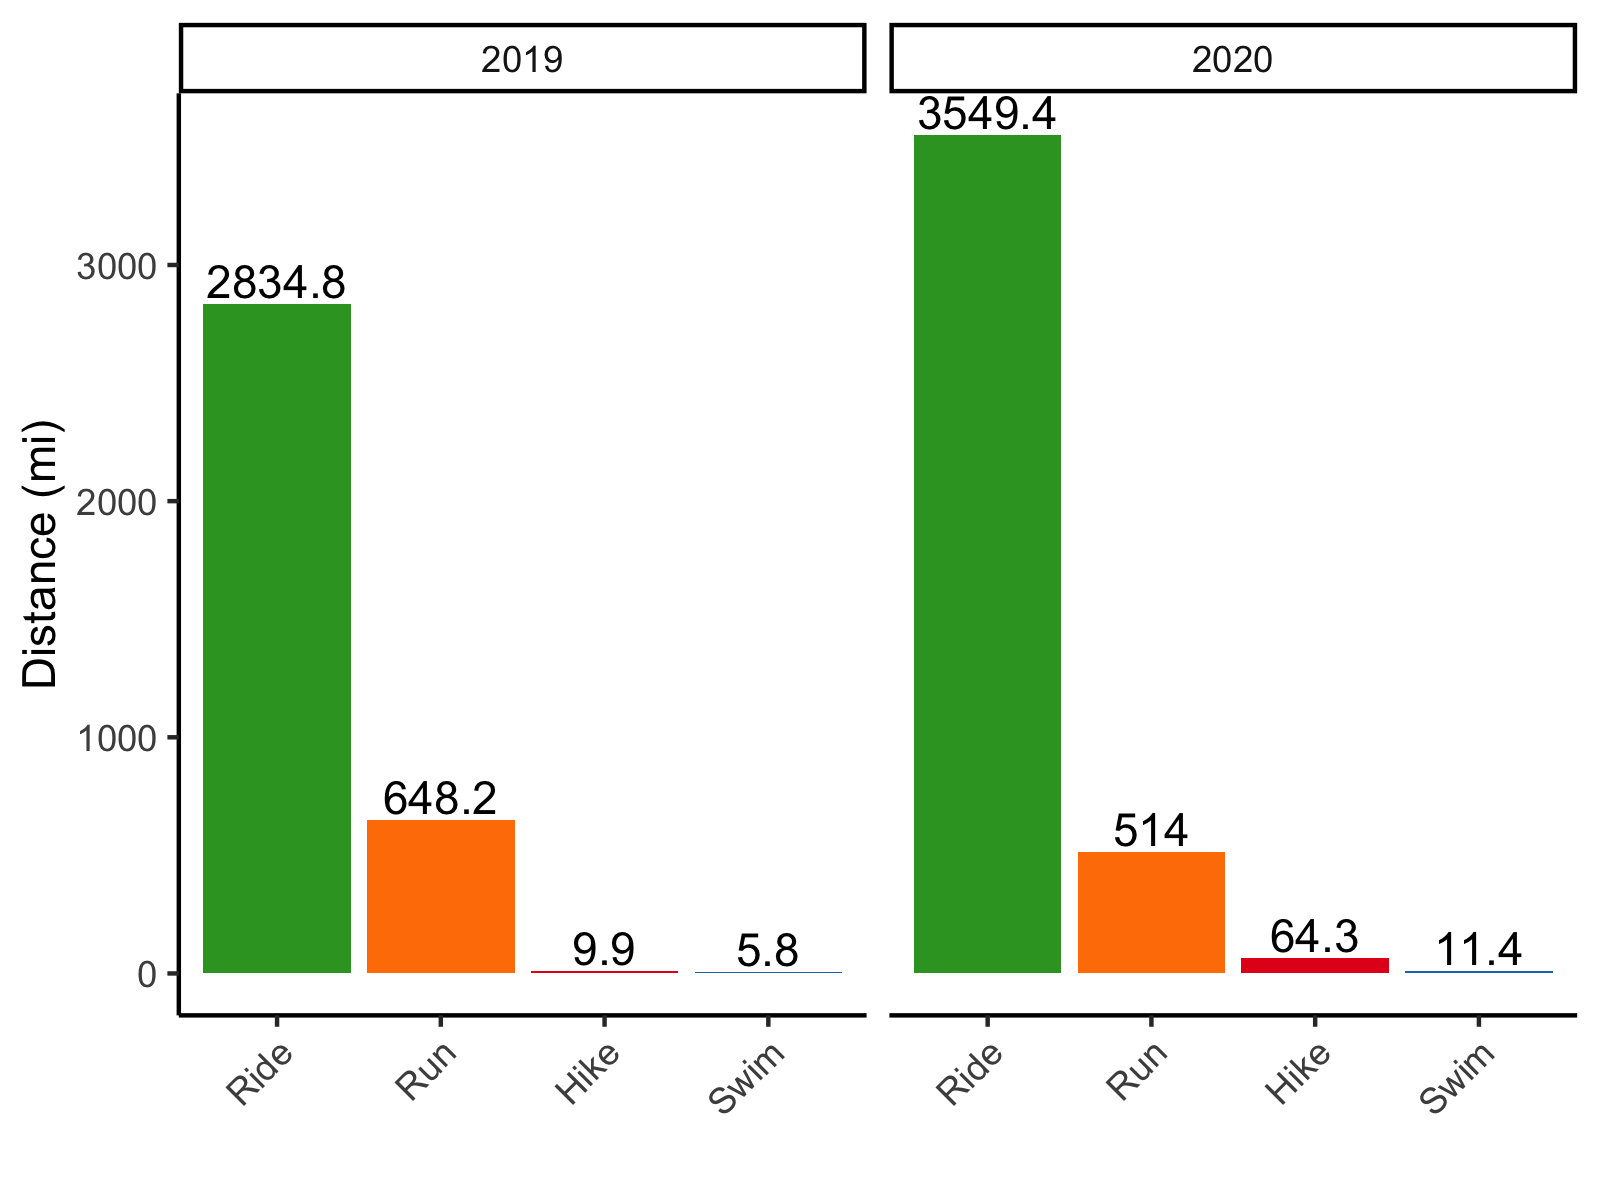 2019
2020
3549.4
3000
2834.8
Distance (mi)
2000
1000
648.2
514
9.9
5.8
64.3
11.4
0
Ride
Run
Hike
Swim
Ride
Run
Hike
Swim